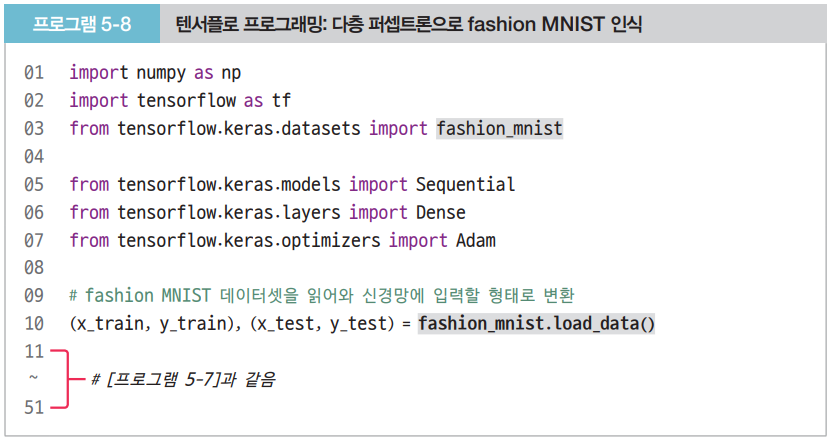 프로그램 5-8 텐서플로 프로그래밍: 다층 퍼셉트론으로 fashion MNIST 인식
01 import numpy as np
02 import tensorflow as tf
03 from tensorflow.keras.datasets import fashion_mnist
04
05 from tensorflow.keras.models import Sequential
06 from tensorflow.keras.layers import Dense
07 from tensorflow.keras.optimizers import Adam
08
09 # fashion MNIST 데이터셋을 읽어와 신경망에 입력할 형태로 변환
10 (x_train, y_train), (x_test, y_test) = fashion_mnist.load_data()
11
~ # [프로그램 5-7]과 같음
51